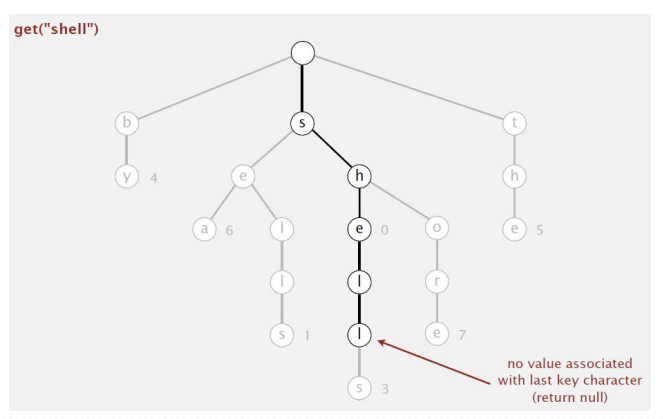 get("shell")
b s t
y 4 e h h
a 6 l e 0 o e 5
l l r
s 1 l e 7
s 3
no value associated
with last key character
(return null)